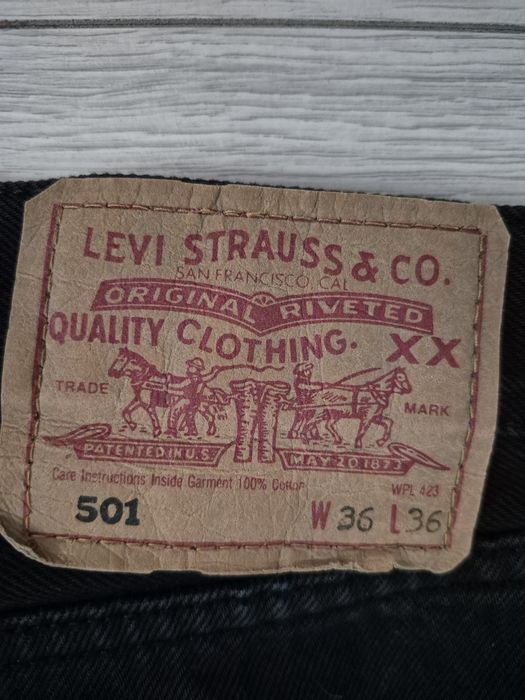 LEVI STRAUSS & CO.
SAN FRANCISCO, CAL
ORIGINAL RIVETED
QUALITY CLOTHING. XX
TRADE MARK
PATENTED IN U.S. MAY 20 1873
Care Instructions Inside Garment 100% Cotton WPL 423
501 W 36 L 36